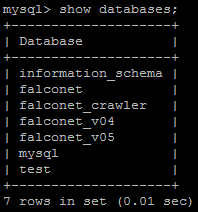 mysql> show databases;
+--------------------+
| Database           |
+--------------------+
| information_schema |
| falconet           |
| falconet_crawler   |
| falconet_v04       |
| falconet_v05       |
| mysql              |
| test               |
+--------------------+
7 rows in set (0.01 sec)